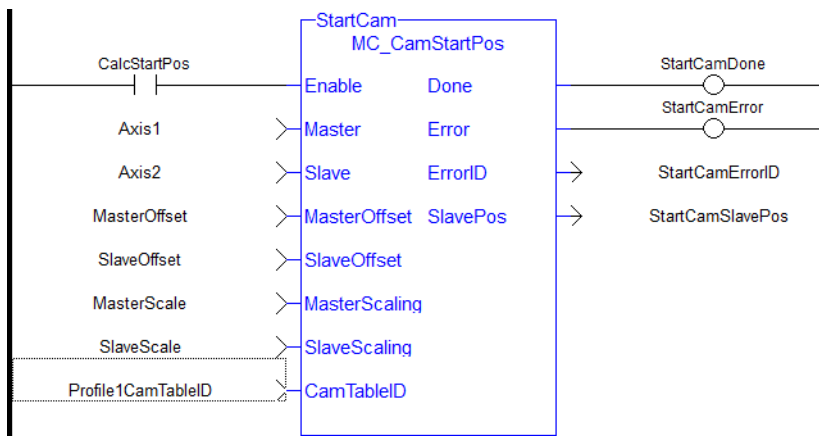 StartCam
MC_CamStartPos
CalcStartPos Enable Done StartCamDone
Axis1 Master Error StartCamError
Axis2 Slave ErrorID StartCamErrorID
MasterOffset MasterOffset SlavePos StartCamSlavePos
SlaveOffset SlaveOffset
MasterScale MasterScaling
SlaveScale SlaveScaling
Profile1CamTableID CamTableID